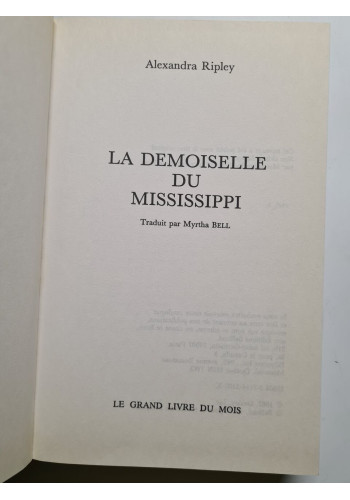 Alexandra Ripley
LA DEMOISELLE
DU
MISSISSIPPI
Traduit par Myrtha BELL
LE GRAND LIVRE DU MOIS